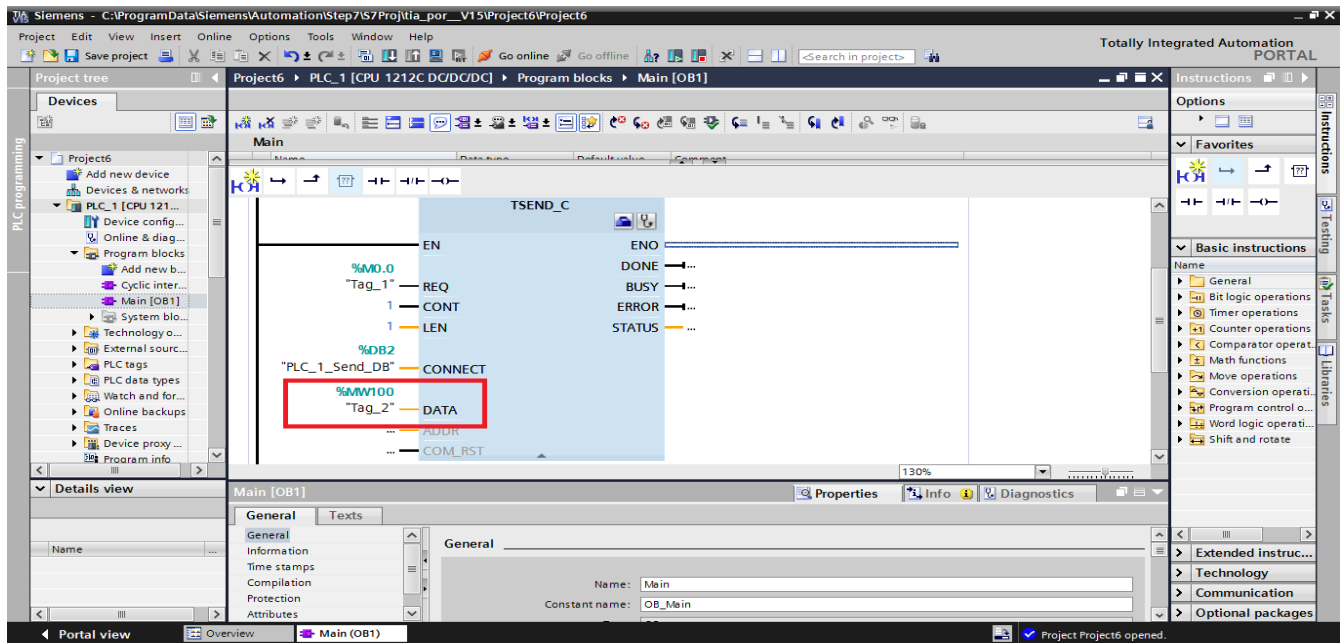 Siemens - C:\ProgramData\Siemens\Automation\Step7\S7Proj\tia_por__V15\Project6\Project6
Project Edit View Insert Online Options Tools Window Help
Totally Integrated Automation
PORTAL
Save project
Go online
Go offline
<Search in project>
Project tree
Project6 ▸ PLC_1 [CPU 1212C DC/DC/DC] ▸ Program blocks ▸ Main [OB1]
Instructions
Devices
Options
Main
Name Data type Default value Comment
Favorites
PLC programming
Project6
Add new device
Devices & networks
PLC_1 [CPU 121...
Device config...
Online & diag...
Program blocks
Add new b...
Cyclic inter...
Main [OB1]
System blo...
Technology o...
External sourc...
PLC tags
PLC data types
Watch and for...
Online backups
Traces
Device proxy ...
Program info
TSEND_C
EN ENO
DONE ...
%M0.0
"Tag_1" REQ BUSY ...
1 CONT ERROR ...
1 LEN STATUS ...
%DB2
"PLC_1_Send_DB" CONNECT
%MW100
"Tag_2" DATA
... ADDR
... COM_RST
130%
Basic instructions
Name
General
Bit logic operations
Timer operations
Counter operations
Comparator operat...
Math functions
Move operations
Conversion operati...
Program control o...
Word logic operati...
Shift and rotate
Instructions
Testing
Tasks
Libraries
Details view
Name ...
Main [OB1]
Properties Info Diagnostics
General Texts
General
Information
Time stamps
Compilation
Protection
Attributes
General
Name: Main
Constant name: OB_Main
Extended instruc...
Technology
Communication
Optional packages
Portal view Overview Main (OB1)
Project Project6 opened.